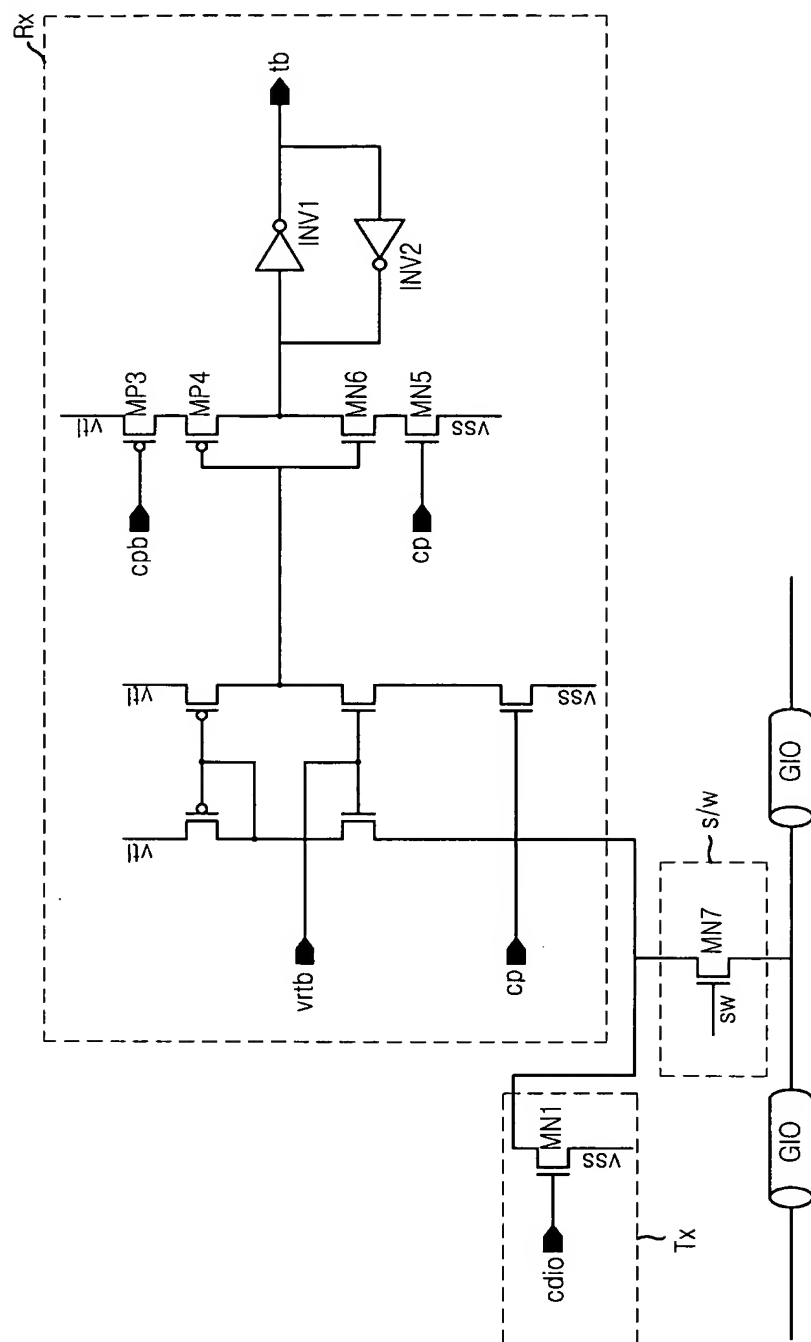 Rx
tb
INV1
INV2
vtl
MP3
MP4
MN6
MN5
vss
cpb
cp
vtl
vss
vtl
vrtb
cp
s/w
MN7
sw
GIO
GIO
MN1
vss
cdio
Tx